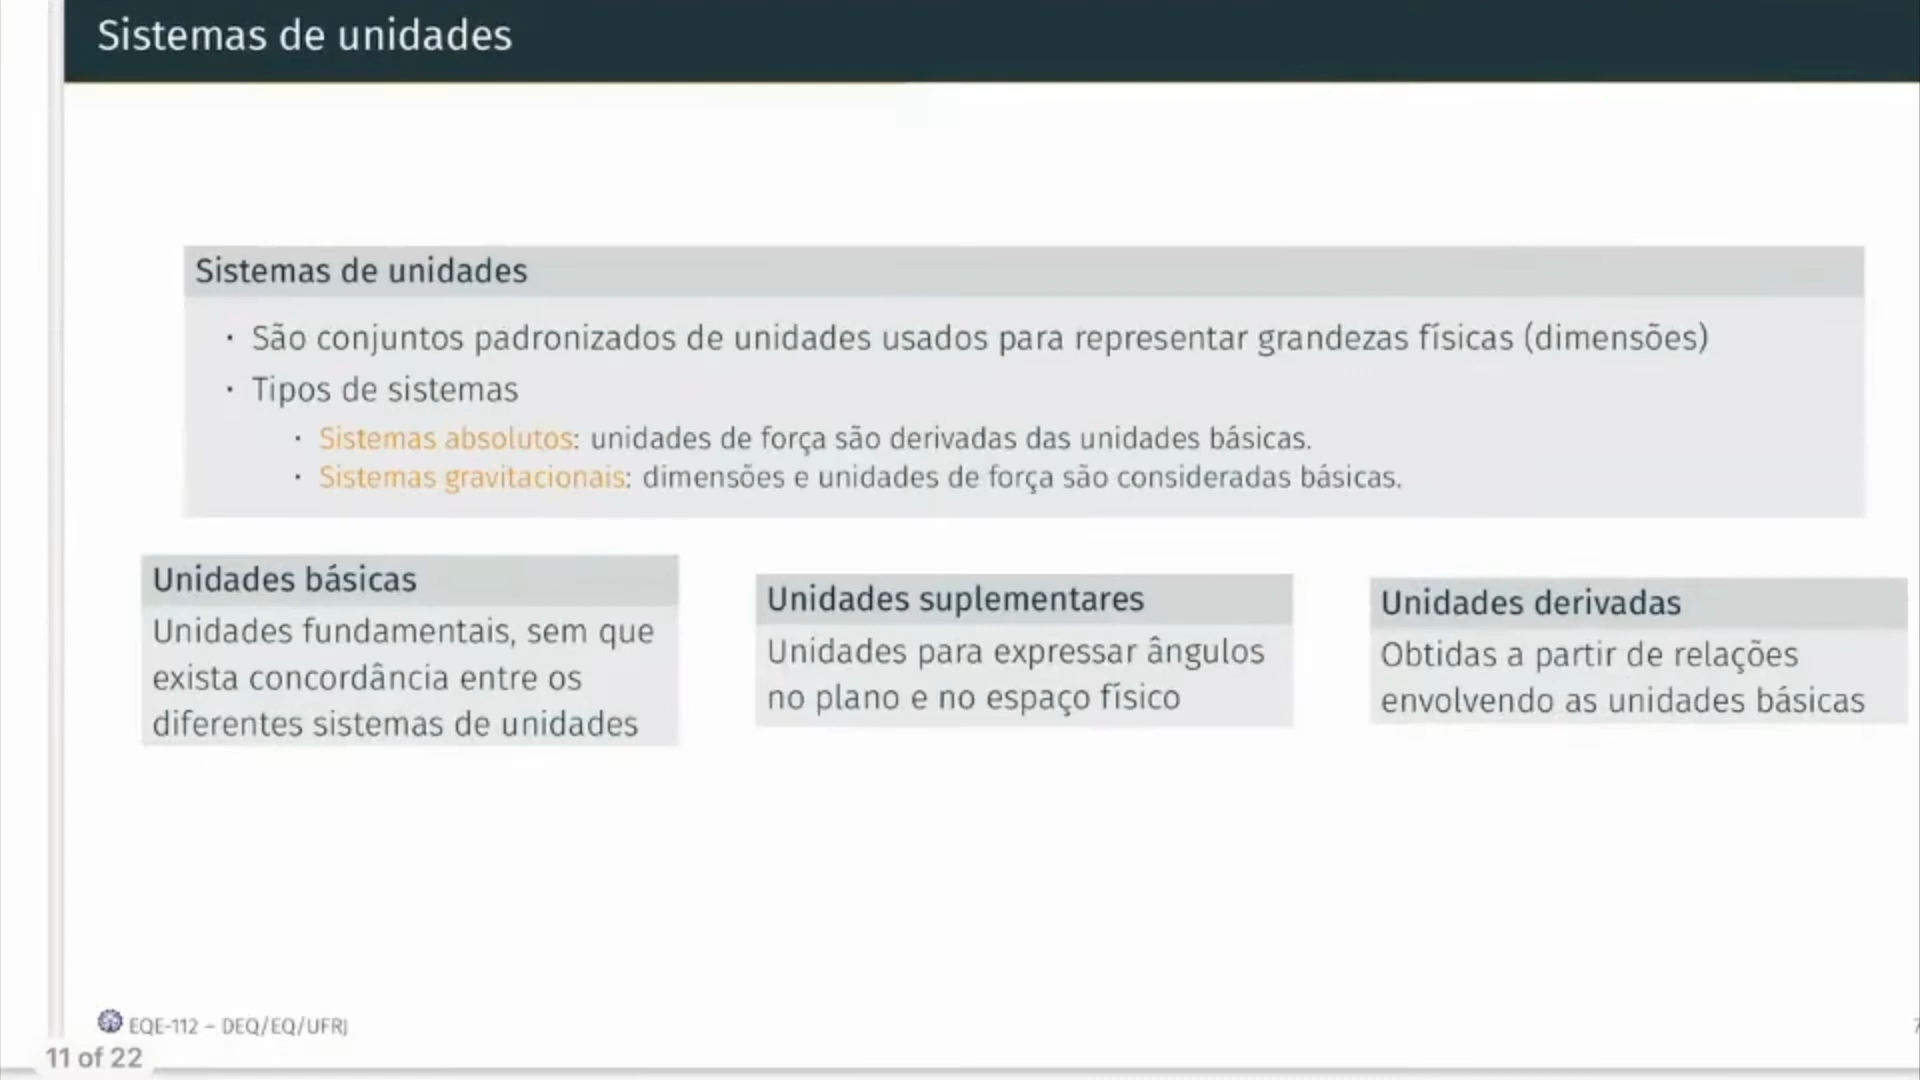 Sistemas de unidades
Sistemas de unidades
· São conjuntos padronizados de unidades usados para representar grandezas físicas (dimensões)
· Tipos de sistemas
· Sistemas absolutos: unidades de força são derivadas das unidades básicas.
· Sistemas gravitacionais: dimensões e unidades de força são consideradas básicas.
Unidades básicas
Unidades fundamentais, sem que
exista concordância entre os
diferentes sistemas de unidades
Unidades suplementares
Unidades para expressar ângulos
no plano e no espaço físico
Unidades derivadas
Obtidas a partir de relações
envolvendo as unidades básicas
EQE-112 – DEQ/EQ/UFRJ
11 of 22